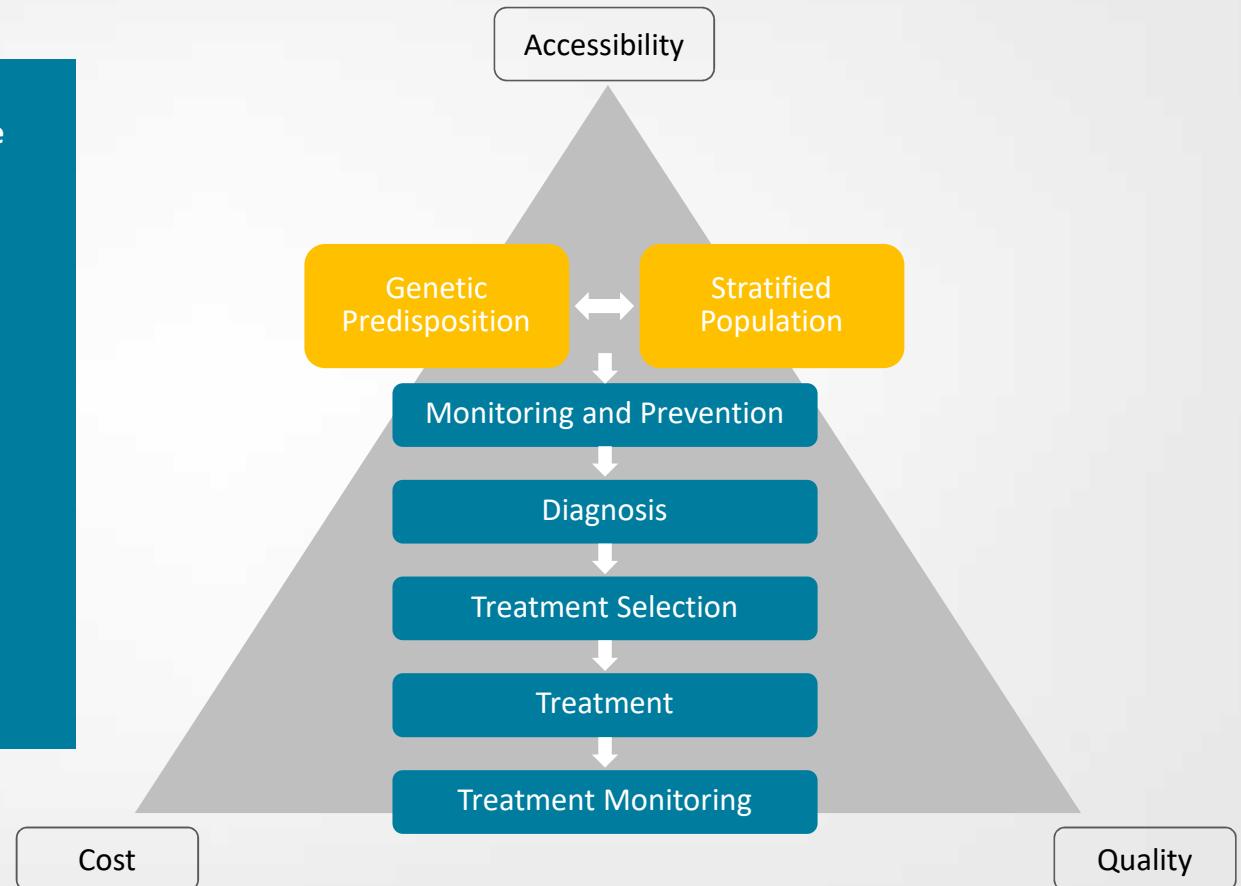 Accessibility
e
Genetic
Predisposition
Stratified
Population
Monitoring and Prevention
Diagnosis
Treatment Selection
Treatment
Treatment Monitoring
Cost
Quality